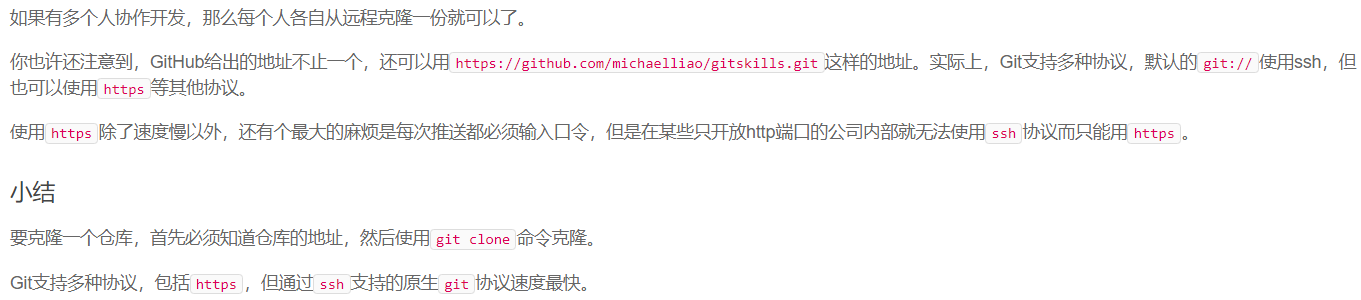 如果有多个人协作开发，那么每个人各自从远程克隆一份就可以了。
你也许还注意到，GitHub给出的地址不止一个，还可以用https://github.com/michaelliao/gitskills.git这样的地址。实际上，Git支持多种协议，默认的git://使用ssh，但
也可以使用https等其他协议。
使用https除了速度慢以外，还有个最大的麻烦是每次推送都必须输入口令，但是在某些只开放http端口的公司内部就无法使用ssh协议而只能用https。
小结
要克隆一个仓库，首先必须知道仓库的地址，然后使用git clone命令克隆。
Git支持多种协议，包括https，但通过ssh支持的原生git协议速度最快。